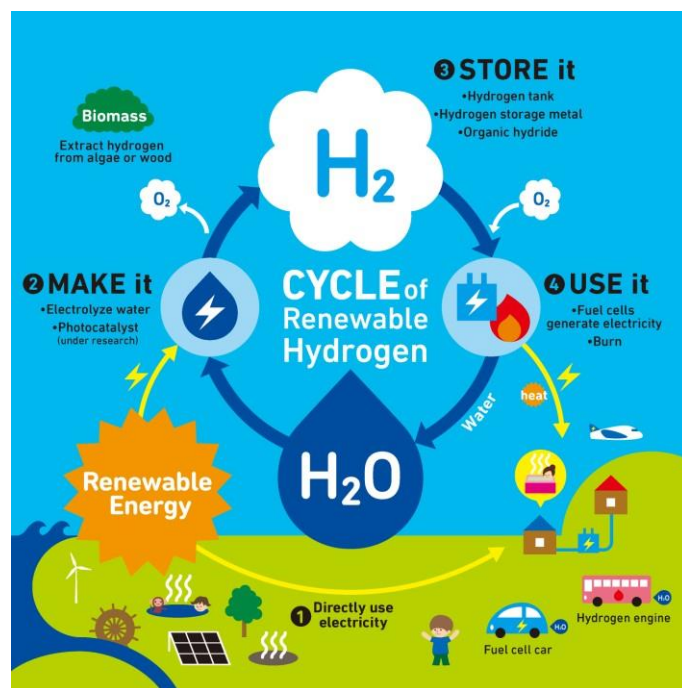 ❸STORE it
•Hydrogen tank
•Hydrogen storage metal
•Organic hydride
Biomass
Extract hydrogen
from algae or wood
H₂
O₂
O₂
❷MAKE it
•Electrolyze water
•Photocatalyst
(under research)
CYCLE of
Renewable
Hydrogen
❹USE it
•Fuel cells
generate electricity
•Burn
heat
Water
H₂O
Renewable
Energy
❶Directly use
electricity
H₂O
Fuel cell car
H₂O
Hydrogen engine